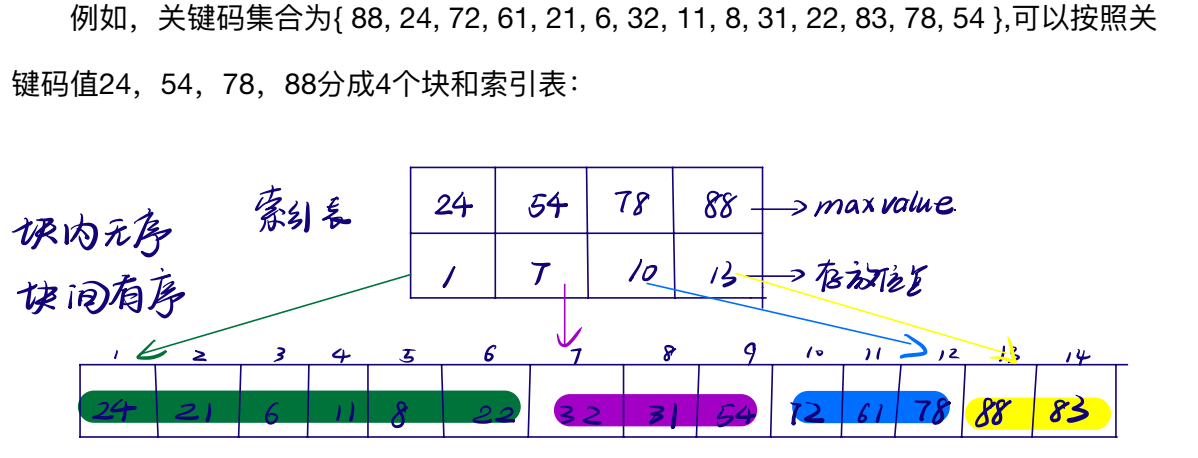 例如，关键码集合为{ 88, 24, 72, 61, 21, 6, 32, 11, 8, 31, 22, 83, 78, 54 },可以按照关
键码值24，54，78，88分成4个块和索引表：
索引表 24 54 78 88 maxvalue
块内无序
1 7 10 13 存放位置
块间有序
1 2 3 4 5 6 7 8 9 10 11 12 13 14
24 21 6 11 8 22 32 31 54 72 61 78 88 83